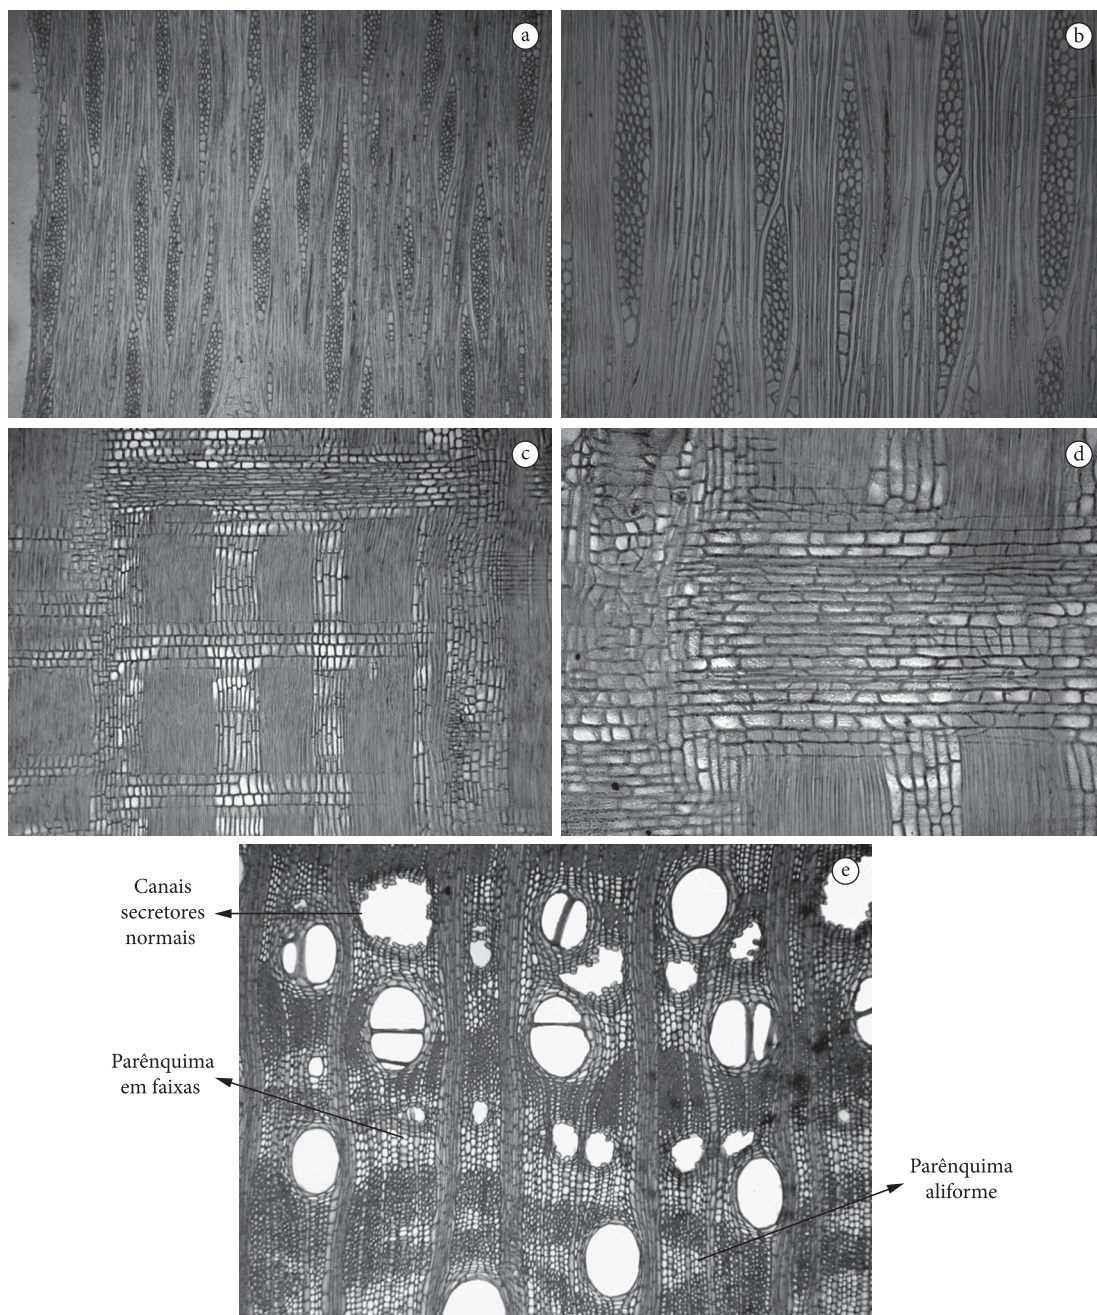 a
b
c
d
e
Canais
secretores
normais
Parênquima
em faixas
Parênquima
aliforme